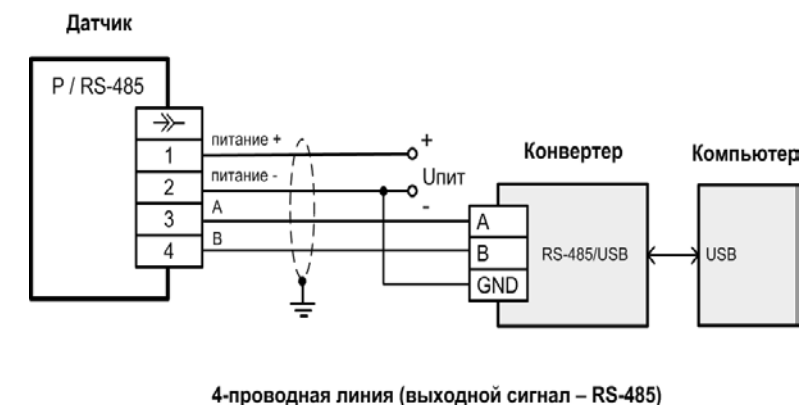 Датчик
P / RS-485
1
2
3
4
питание +
питание -
A
B
+
Uпит
-
Конвертер
A
B
GND
RS-485/USB
Компьютер
USB
4-проводная линия (выходной сигнал – RS-485)